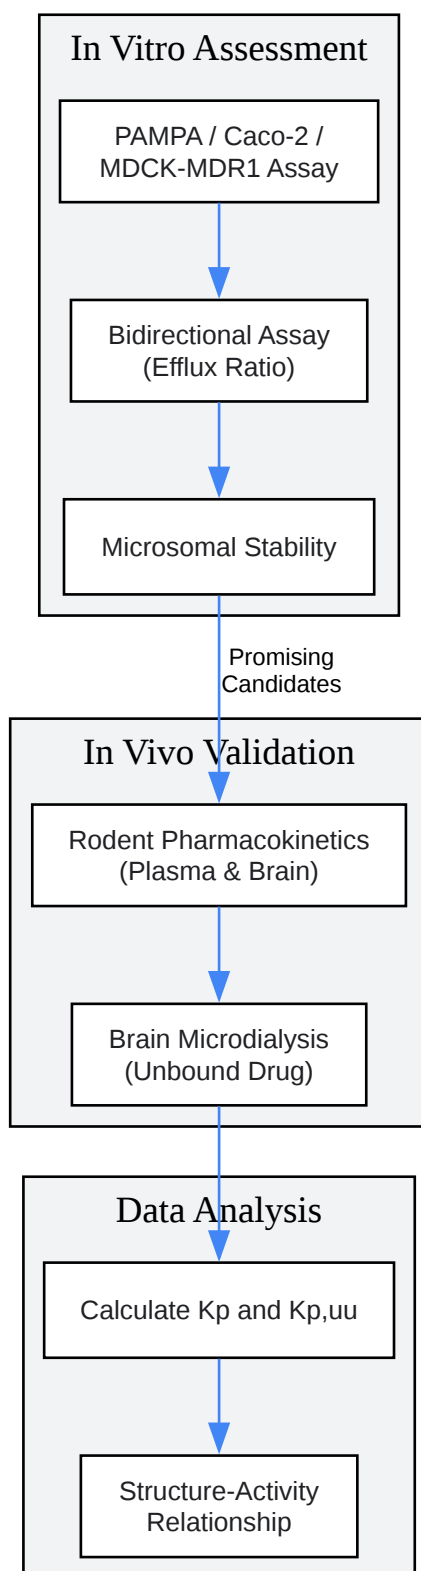 In Vitro Assessment
PAMPA / Caco-2 /
MDCK-MDR1 Assay
Bidirectional Assay
(Efflux Ratio)
Microsomal Stability
Promising
Candidates
In Vivo Validation
Rodent Pharmacokinetics
(Plasma & Brain)
Brain Microdialysis
(Unbound Drug)
Data Analysis
Calculate Kp and Kp,uu
Structure-Activity
Relationship